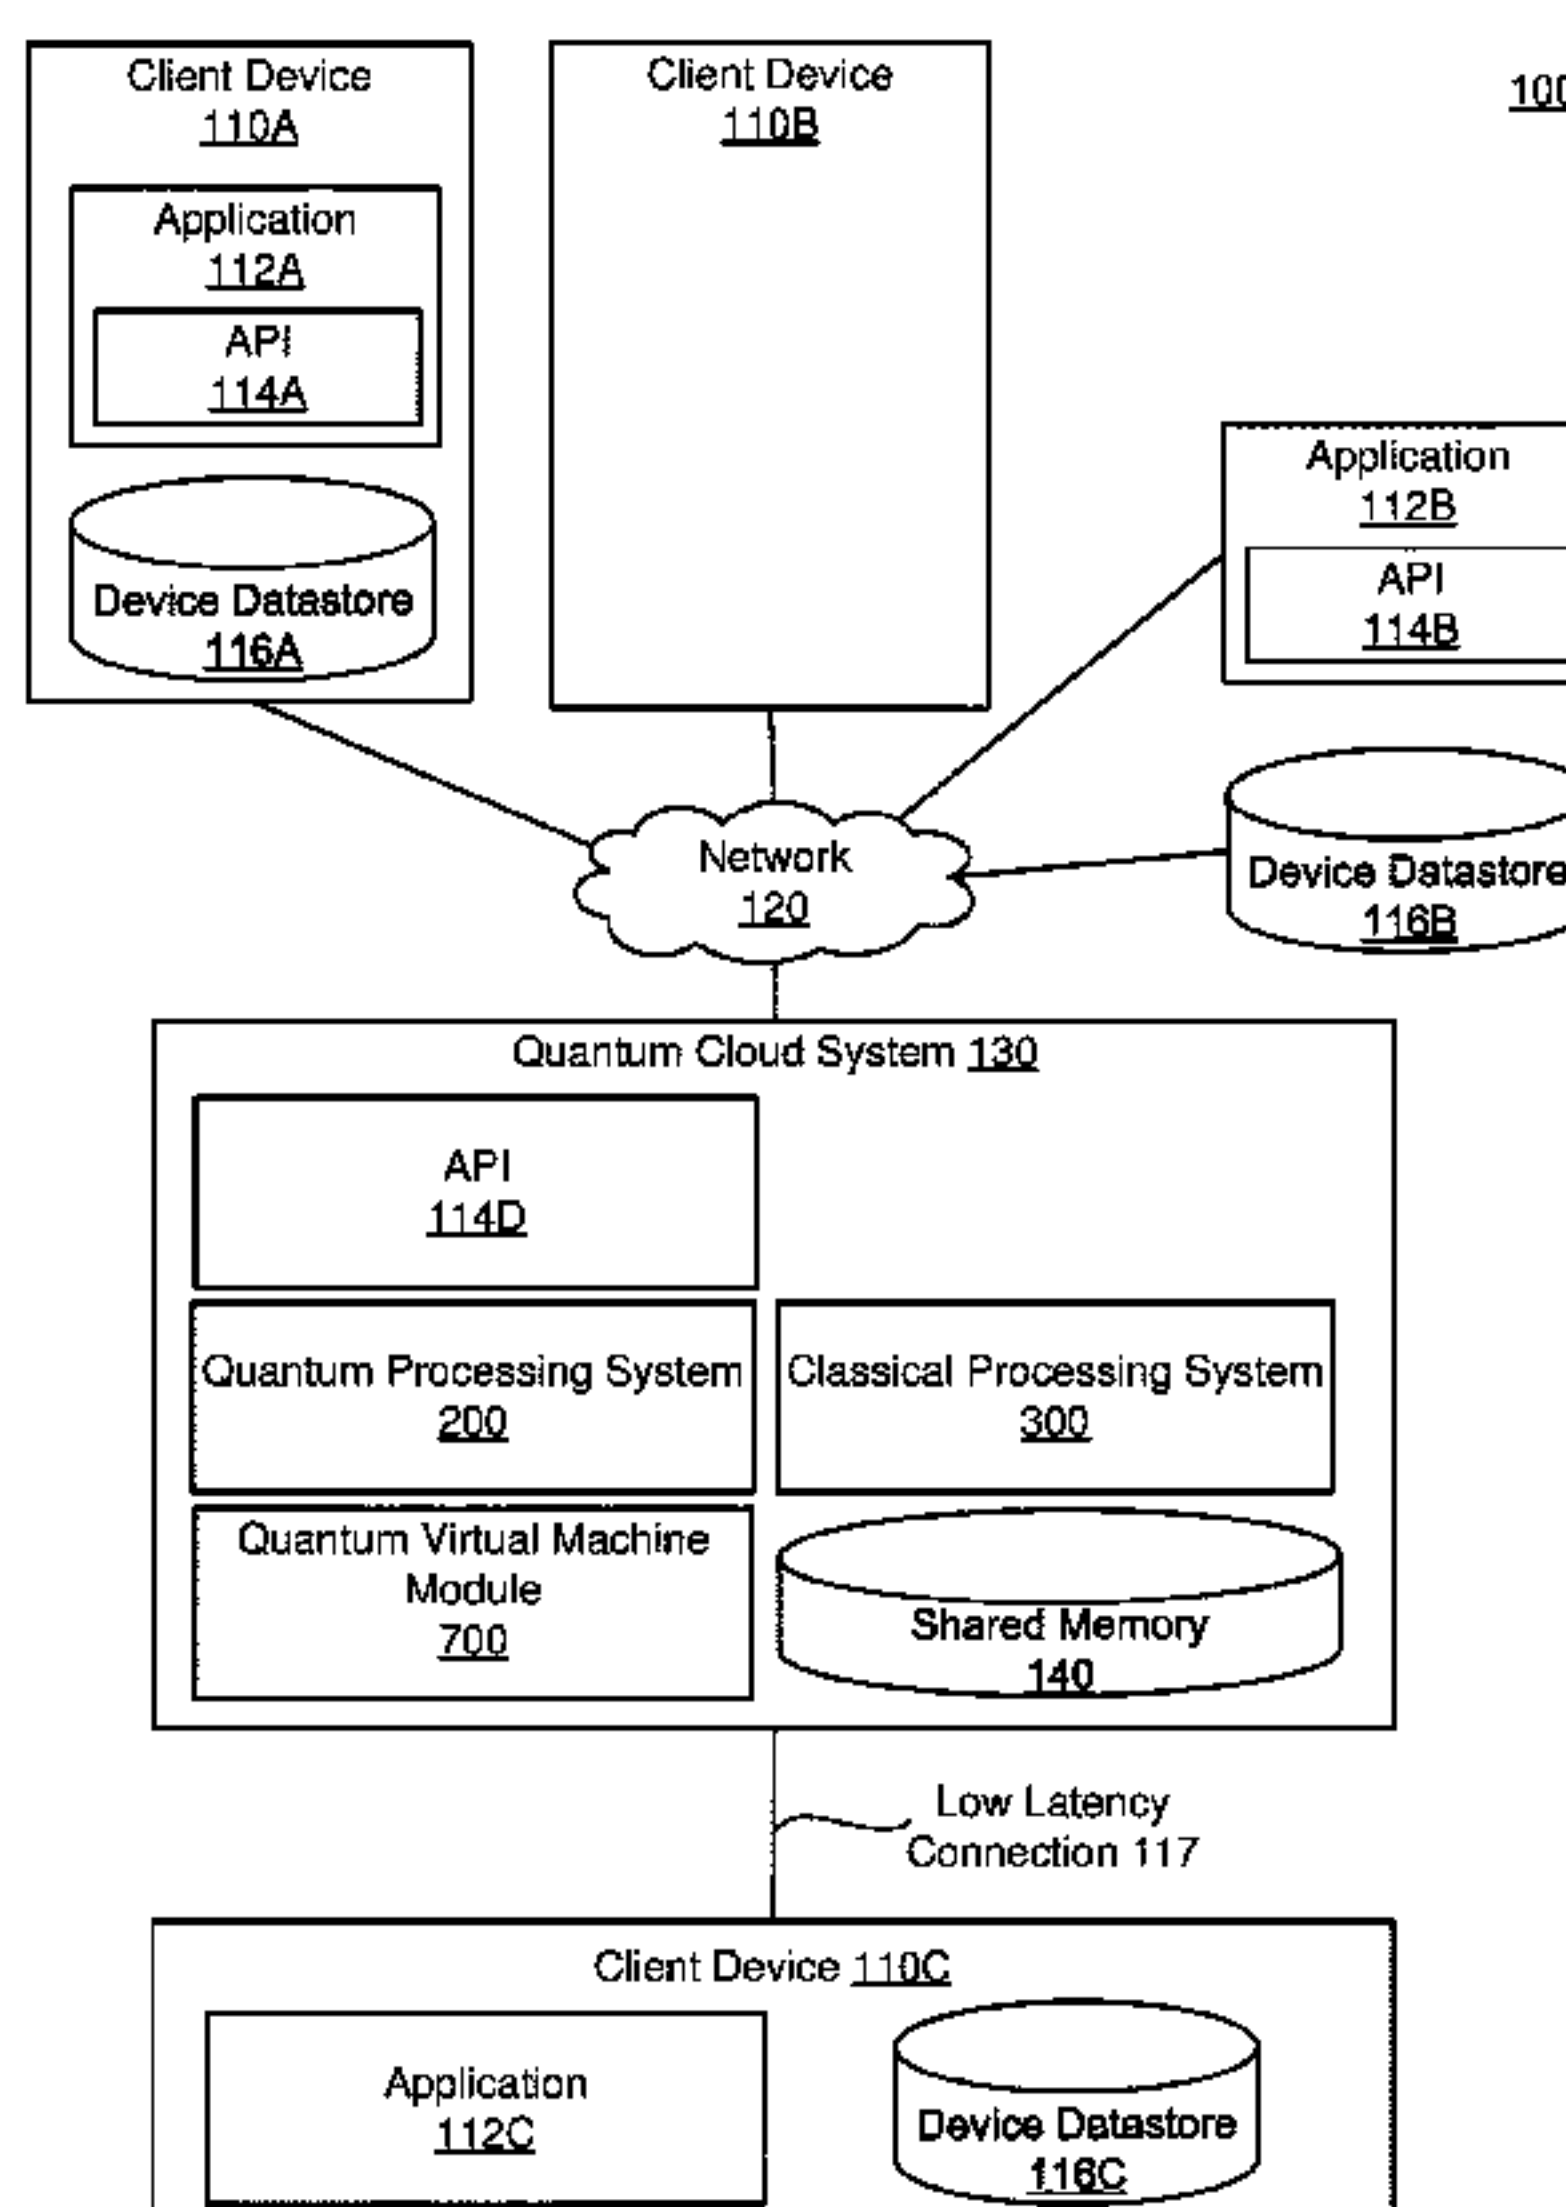 Client Device
110A
Application
112A
API
114A
Device Datastore
116A
Client Device
110B
100
Application
112B
API
114B
Device Datastore
116B
Network
120
Quantum Cloud System 130
API
114D
Quantum Processing System
200
Classical Processing System
300
Quantum Virtual Machine
Module
700
Shared Memory
140
Low Latency
Connection 117
Client Device 110C
Application
112C
Device Datastore
116C